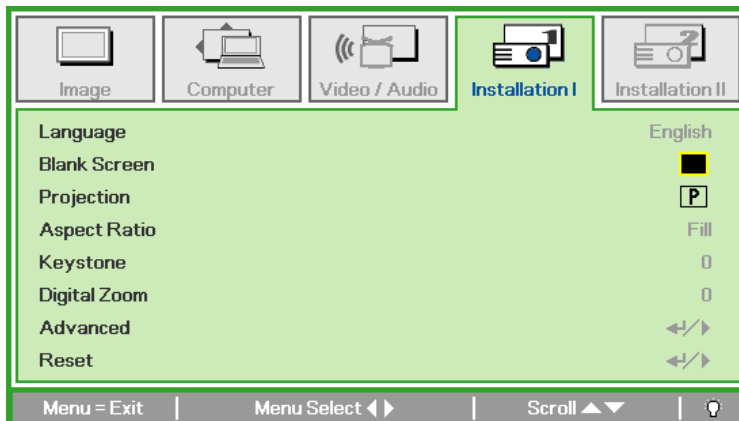 Image Computer Video / Audio Installation I Installation II
Language English
Blank Screen
Projection P
Aspect Ratio Fill
Keystone 0
Digital Zoom 0
Advanced
Reset
Menu = Exit Menu Select Scroll